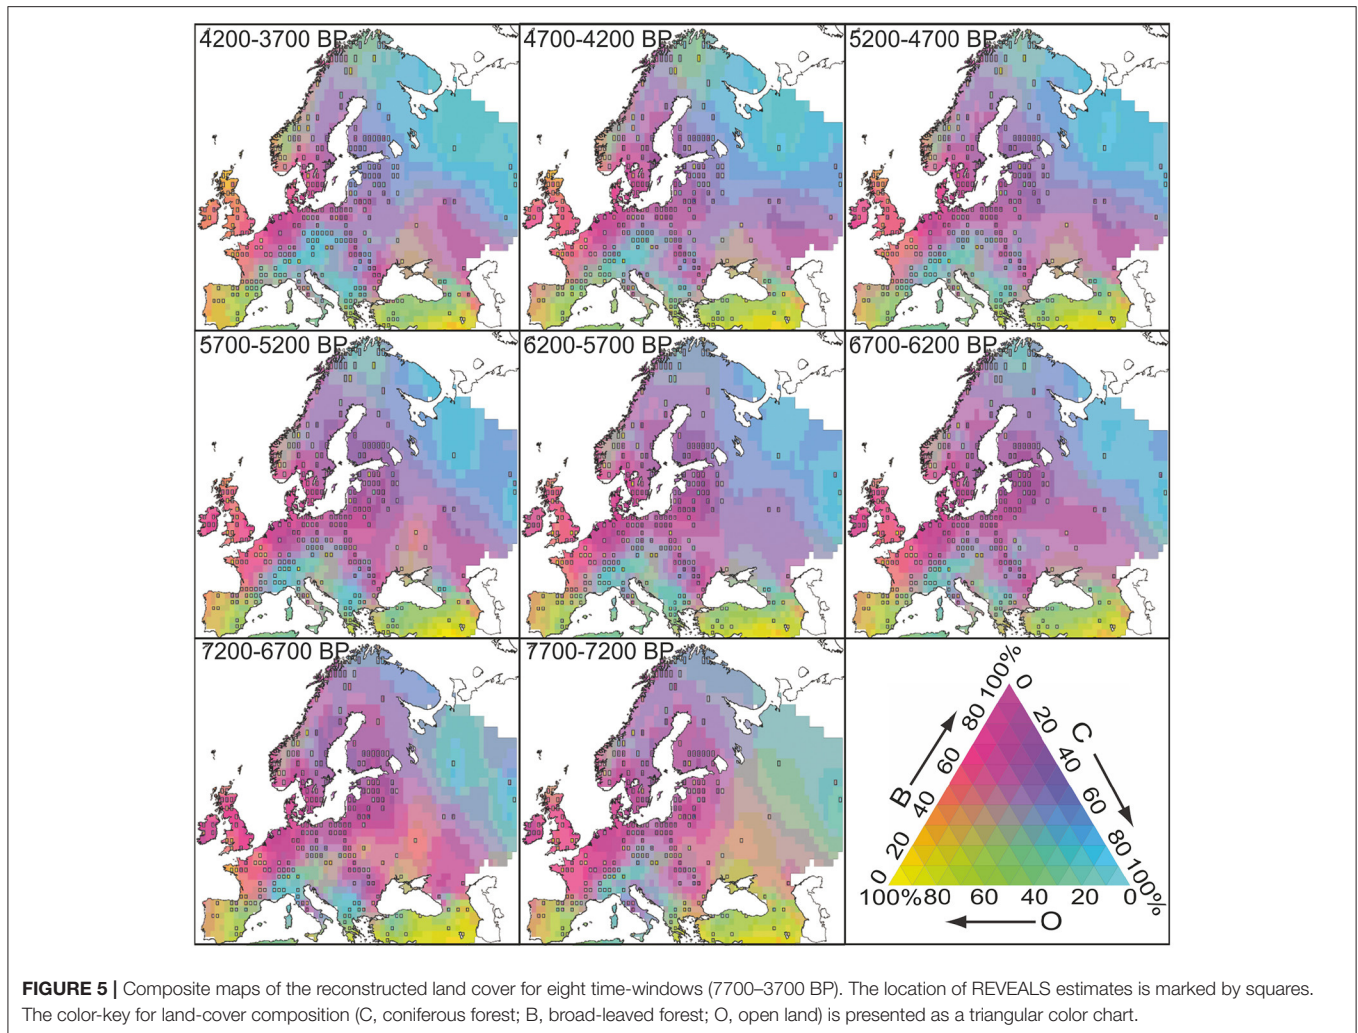 4200-3700 BP
4700-4200 BP
5200-4700 BP
5700-5200 BP
6200-5700 BP
6700-6200 BP
7200-6700 BP
7700-7200 BP
100% 0
80 20
60 C 40
B 40 60
20 80
0 100%
100% 80 60 40 20 0
O
FIGURE 5 | Composite maps of the reconstructed land cover for eight time-windows (7700–3700 BP). The location of REVEALS estimates is marked by squares.
The color-key for land-cover composition (C, coniferous forest; B, broad-leaved forest; O, open land) is presented as a triangular color chart.